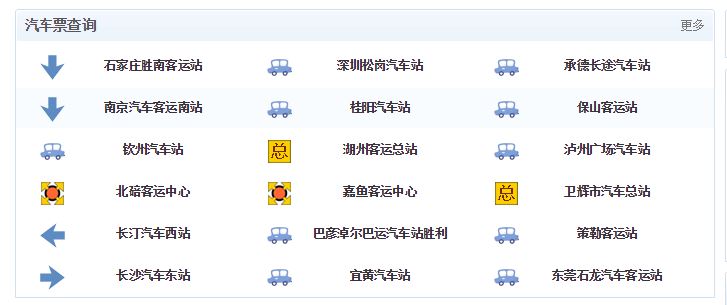 汽车票查询 更多
石家庄胜南客运站 深圳松岗汽车站 承德长途汽车站
南京汽车客运南站 桂阳汽车站 保山客运站
钦州汽车站 总 湖州客运总站 泸州广场汽车站
北碚客运中心 嘉鱼客运中心 总 卫辉市汽车总站
长汀汽车西站 巴彦卓尔巴运汽车站胜利 策勒客运站
长沙汽车东站 宜黄汽车站 东莞石龙汽车客运站